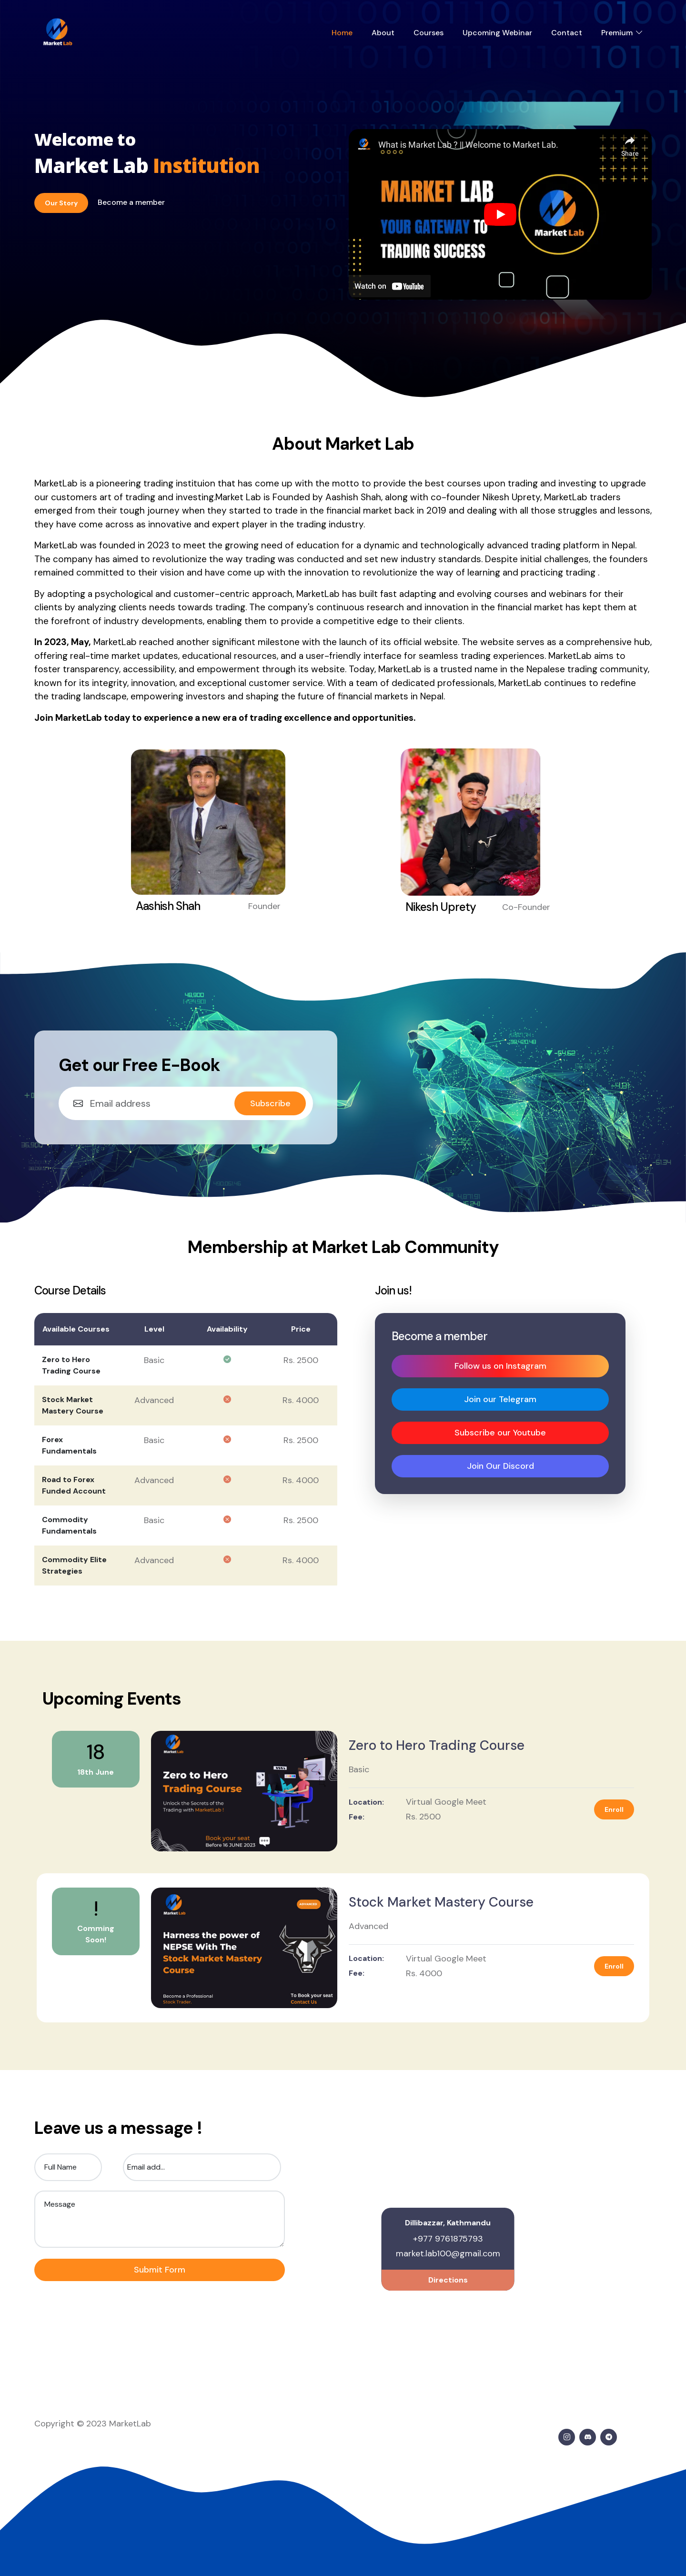 Market Lab
Home
About
Courses
Upcoming Webinar
Contact
Premium
Welcome to
Market Lab Institution
Our Story
Become a member
What is Market Lab ? || Welcome to Market Lab.
Share
MARKET LAB
YOUR GATEWAY TO
TRADING SUCCESS
Market Lab
Watch on YouTube
About Market Lab
MarketLab is a pioneering trading instituion that has come up with the motto to provide the best courses upon trading and investing to upgrade
our customers art of trading and investing.Market Lab is Founded by Aashish Shah, along with co-founder Nikesh Uprety, MarketLab traders
emerged from their tough journey when they started to trade in the financial market back in 2019 and dealing with all those struggles and lessons,
they have come across as innovative and expert player in the trading industry.
MarketLab was founded in 2023 to meet the growing need of education for a dynamic and technologically advanced trading platform in Nepal.
The company has aimed to revolutionize the way trading was conducted and set new industry standards. Despite initial challenges, the founders
remained committed to their vision and have come up with the innovation to revolutionize the way of learning and practicing trading .
By adopting a psychological and customer-centric approach, MarketLab has built fast adapting and evolving courses and webinars for their
clients by analyzing clients needs towards trading. The company's continuous research and innovation in the financial market has kept them at
the forefront of industry developments, enabling them to provide a competitive edge to their clients.
In 2023, May, MarketLab reached another significant milestone with the launch of its official website. The website serves as a comprehensive hub,
offering real-time market updates, educational resources, and a user-friendly interface for seamless trading experiences. MarketLab aims to
foster transparency, accessibility, and empowerment through its website. Today, MarketLab is a trusted name in the Nepalese trading community,
known for its integrity, innovation, and exceptional customer service. With a team of dedicated professionals, MarketLab continues to redefine
the trading landscape, empowering investors and shaping the future of financial markets in Nepal.
Join MarketLab today to experience a new era of trading excellence and opportunities.
Aashish Shah
Founder
Nikesh Uprety
Co-Founder
Get our Free E-Book
Email address
Subscribe
Membership at Market Lab Community
Course Details
Available Courses Level Availability Price
Zero to Hero
Trading Course
Basic
Rs. 2500
Stock Market
Mastery Course
Advanced
Rs. 4000
Forex
Fundamentals
Basic
Rs. 2500
Road to Forex
Funded Account
Advanced
Rs. 4000
Commodity
Fundamentals
Basic
Rs. 2500
Commodity Elite
Strategies
Advanced
Rs. 4000
Join us!
Become a member
Follow us on Instagram
Join our Telegram
Subscribe our Youtube
Join Our Discord
Upcoming Events
18
18th June
Market Lab
Zero to Hero
Trading Course
Unlock the Secrets of the
Trading with MarketLab !
Book your seat
Before 16 JUNE 2023
Zero to Hero Trading Course
Basic
Location: Virtual Google Meet
Fee: Rs. 2500
Enroll
!
Comming
Soon!
Market Lab
Harness the power of
NEPSE With The
Stock Market Mastery
Course
Become a Professional
Stock Trader
To Book your seat
Contact Us
Stock Market Mastery Course
Advanced
Location: Virtual Google Meet
Fee: Rs. 4000
Enroll
Leave us a message !
Full Name
Email add...
Message
Submit Form
Dillibazzar, Kathmandu
+977 9761875793
market.lab100@gmail.com
Directions
Copyright © 2023 MarketLab